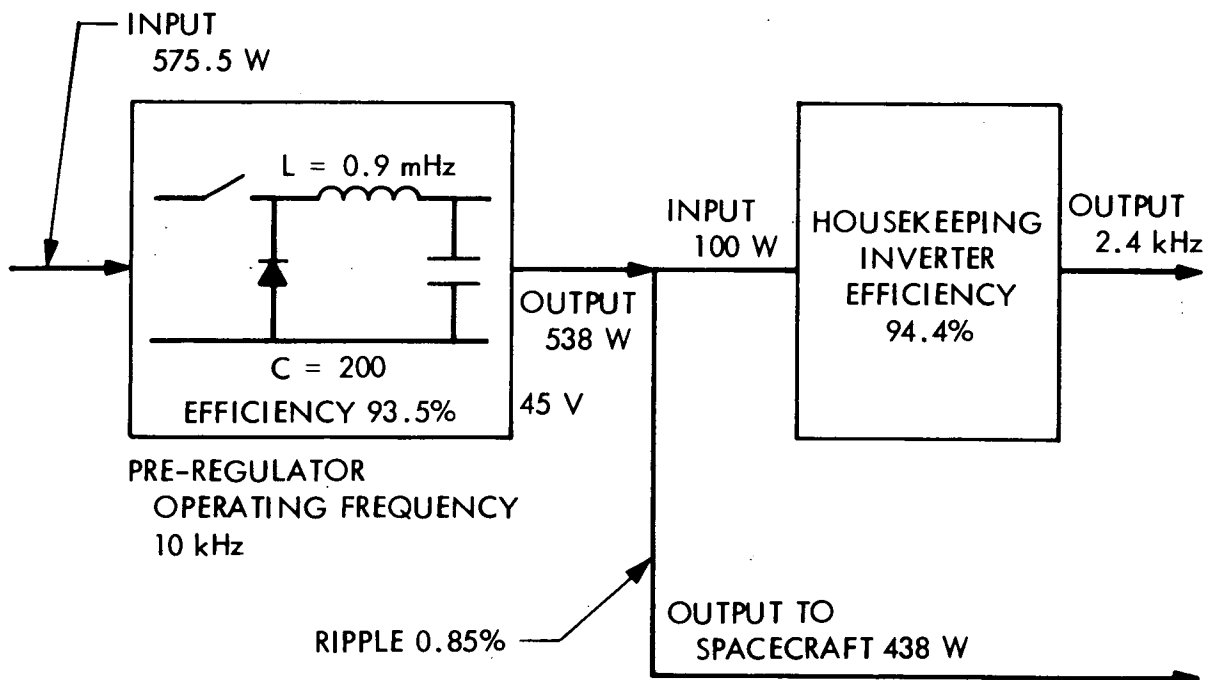 INPUT
575.5 W
L = 0.9 mHz
C = 200
EFFICIENCY 93.5%
PRE-REGULATOR
OPERATING FREQUENCY
10 kHz
OUTPUT
538 W
45 V
INPUT
100 W
HOUSEKEEPING
INVERTER
EFFICIENCY
94.4%
OUTPUT
2.4 kHz
RIPPLE 0.85%
OUTPUT TO
SPACECRAFT 438 W